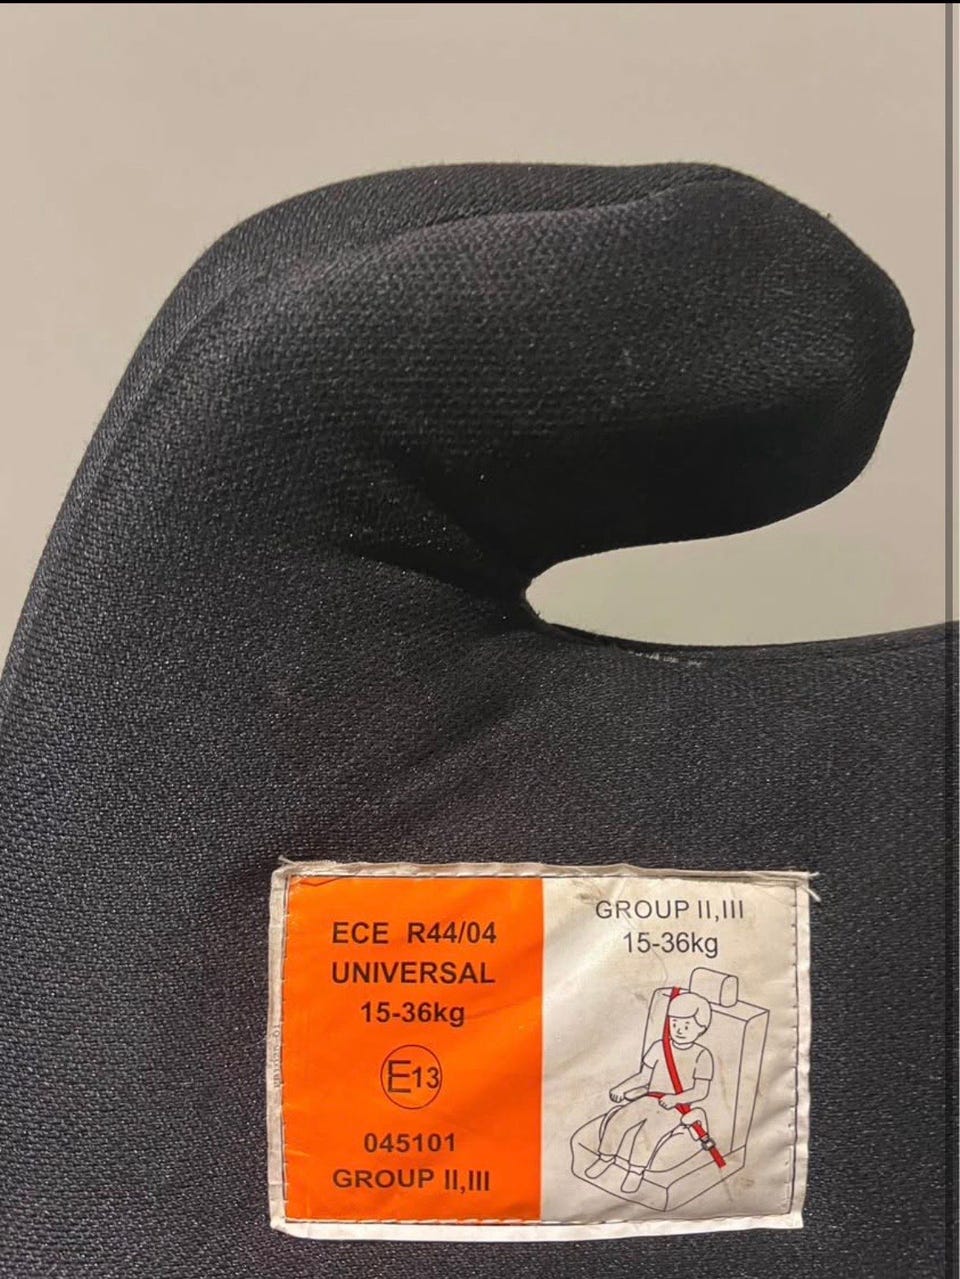 ECE R44/04
UNIVERSAL
15-36kg
E13
045101
GROUP II,III
GROUP II,III
15-36kg